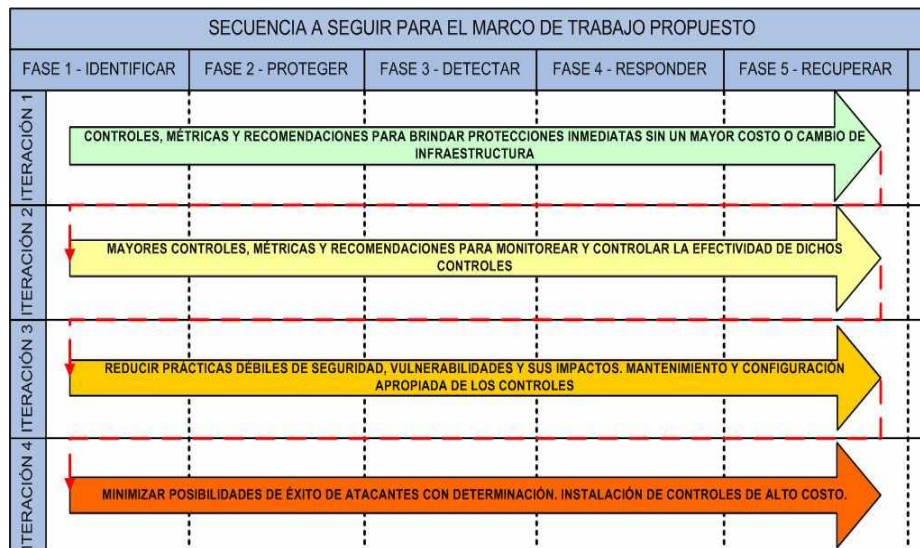 SECUENCIA A SEGUIR PARA EL MARCO DE TRABAJO PROPUESTO
FASE 1 - IDENTIFICAR
FASE 2 - PROTEGER
FASE 3 - DETECTAR
FASE 4 - RESPONDER
FASE 5 - RECUPERAR
ITERACIÓN 1
CONTROLES, MÉTRICAS Y RECOMENDACIONES PARA BRINDAR PROTECCIONES INMEDIATAS SIN UN MAYOR COSTO O CAMBIO DE
INFRAESTRUCTURA
ITERACIÓN 2
MAYORES CONTROLES, MÉTRICAS Y RECOMENDACIONES PARA MONITOREAR Y CONTROLAR LA EFECTIVIDAD DE DICHOS
CONTROLES
ITERACIÓN 3
REDUCIR PRÁCTICAS DÉBILES DE SEGURIDAD, VULNERABILIDADES Y SUS IMPACTOS. MANTENIMIENTO Y CONFIGURACIÓN
APROPIADA DE LOS CONTROLES
ITERACIÓN 4
MINIMIZAR POSIBILIDADES DE ÉXITO DE ATACANTES CON DETERMINACIÓN. INSTALACIÓN DE CONTROLES DE ALTO COSTO.